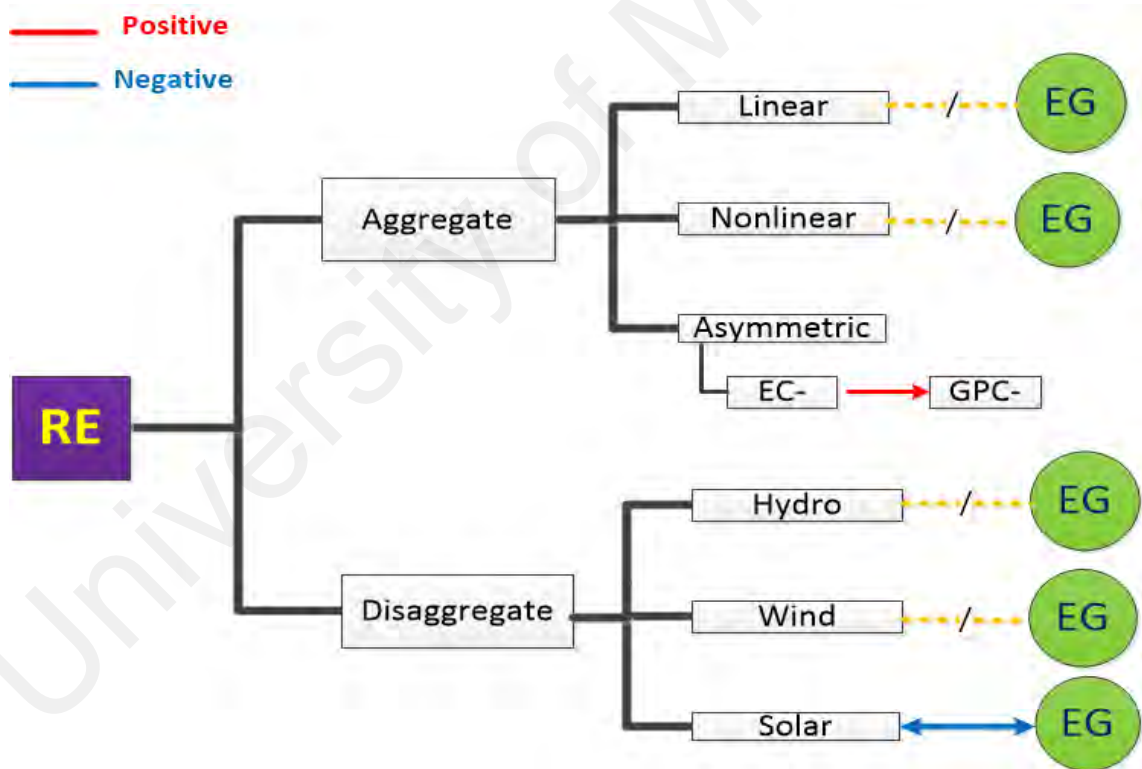 Positive
Negative
Linear
/
EG
Aggregate
Nonlinear
/
EG
Asymmetric
EC-
GPC-
RE
Hydro
/
EG
Disaggregate
Wind
/
EG
Solar
EG
University of M